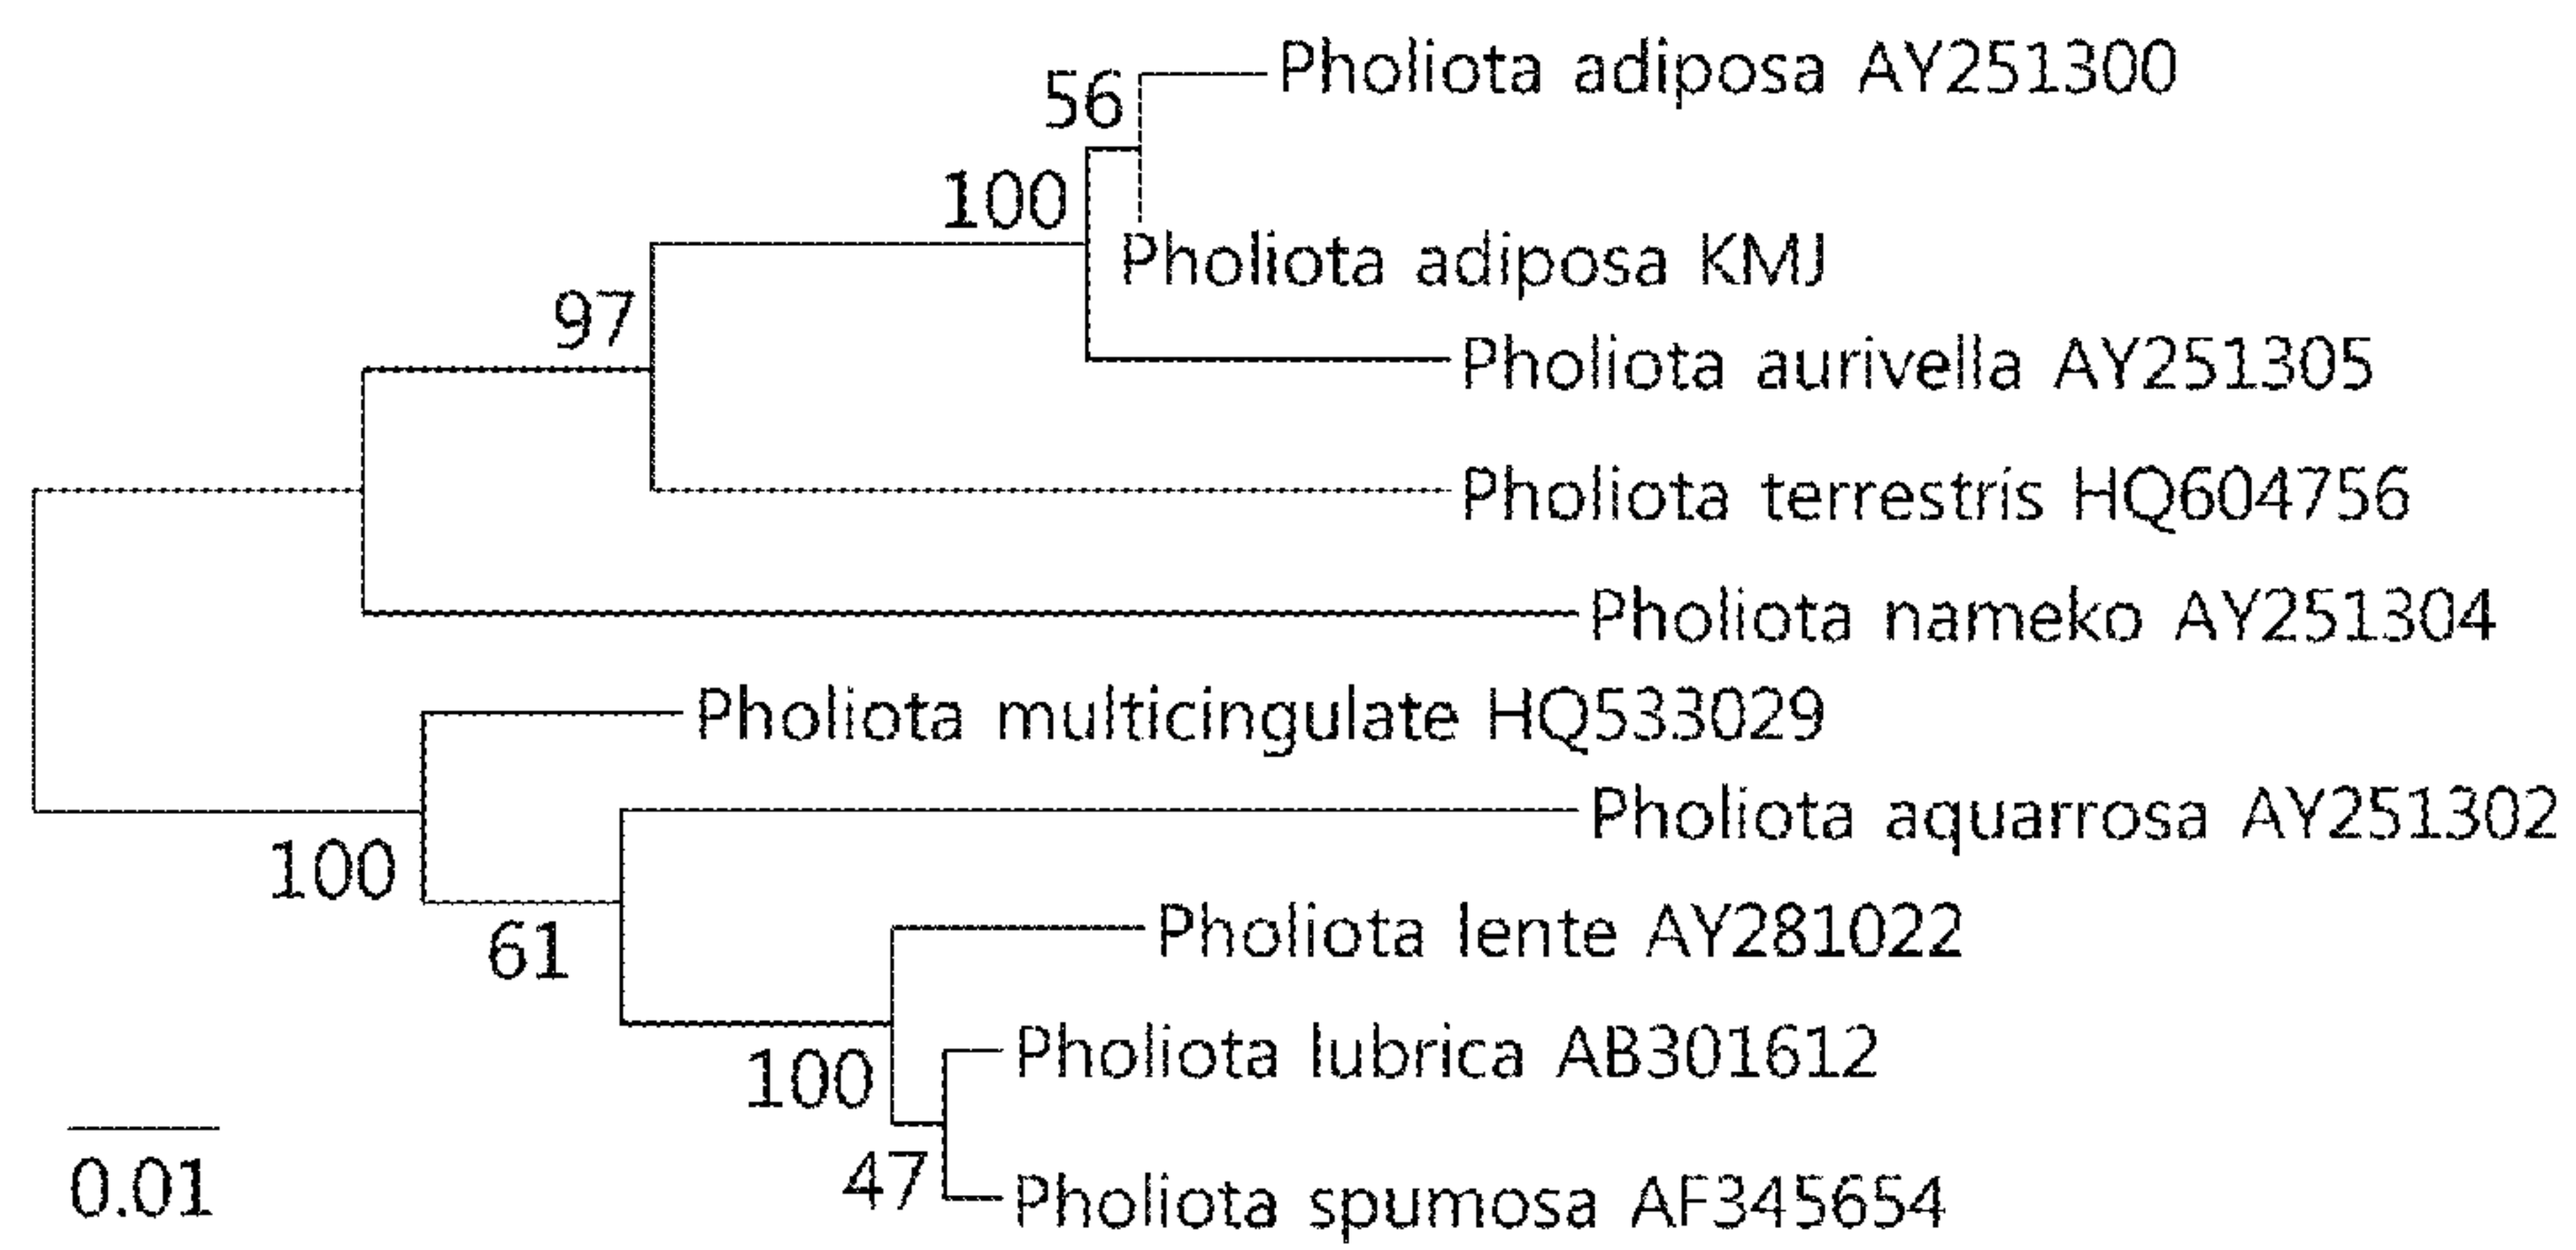 Pholiota adiposa AY251300
56
100
Pholiota adiposa KMJ
97
Pholiota aurivella AY251305
Pholiota terrestris HQ604756
Pholiota nameko AY251304
Pholiota multicingulate HQ533029
Pholiota aquarrosa AY251302
100
61
Pholiota lente AY281022
Pholiota lubrica AB301612
100
47
Pholiota spumosa AF345654
0.01